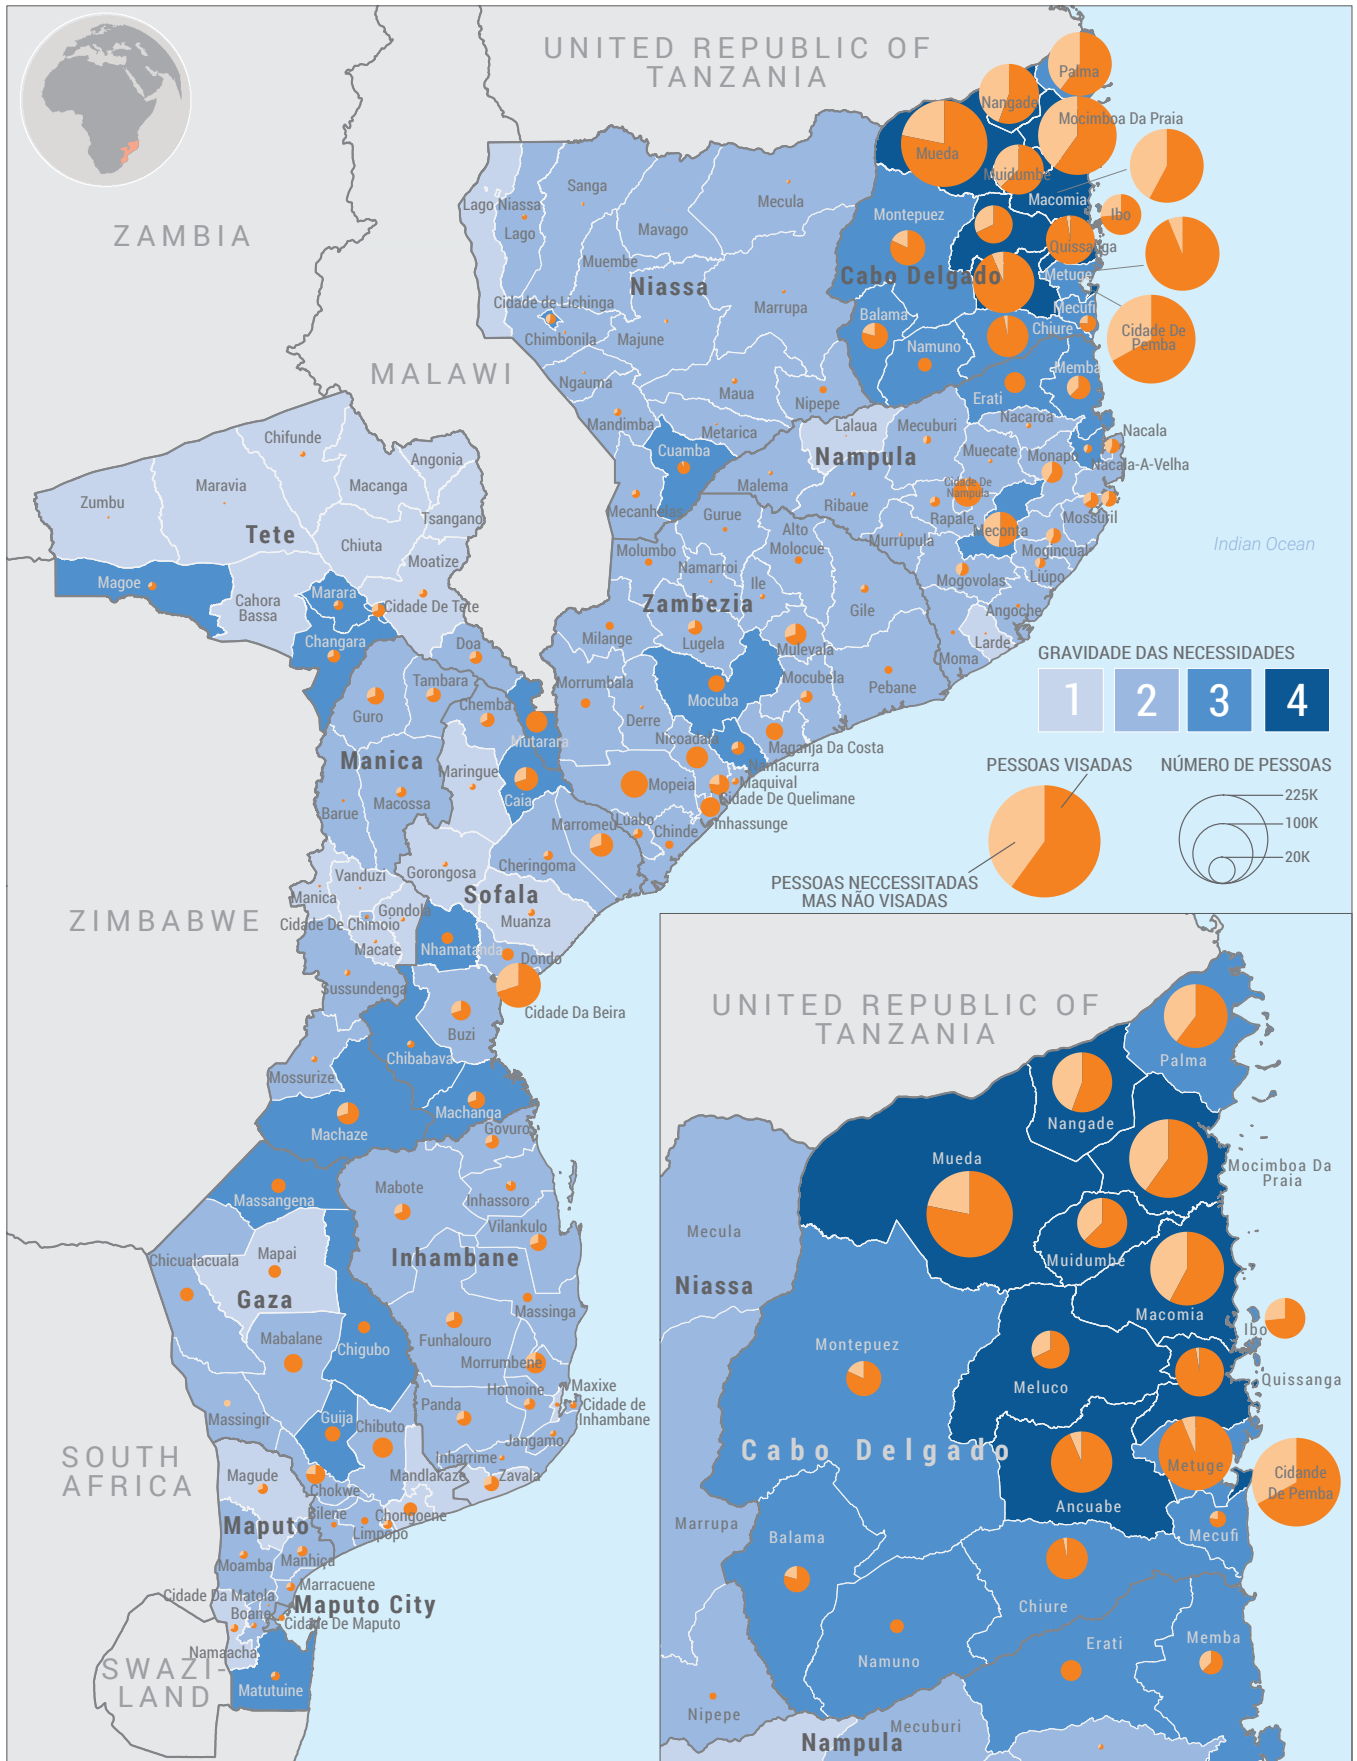 UNITED REPUBLIC OF
TANZANIA
ZAMBIA
MALAWI
ZIMBABWE
SOUTH
AFRICA
SWAZI-
LAND
Indian Ocean
Palma
Nangade
Mocimboa Da Praia
Mueda
Muidumbe
Macomia
Ibo
Montepuez
Quissanga
Cabo Delgado
Metuge
Mecufi
Cidade De
Pemba
Balama
Chiure
Namuno
Memba
Erati
Sanga
Mecula
Lago Niassa
Lago
Mavago
Muembe
Niassa
Cidade de Lichinga
Marrupa
Chimbonila
Majune
Ngauma
Maua
Nipepe
Mandimba
Metarica
Cuamba
Mecanhelas
Lalaua
Mecuburi
Nacaroa
Nacala
Nampula
Muecate
Monapo
Nacala-A-Velha
Malema
Cidade De
Nampula
Ribaue
Rapale
Meconta
Mossuril
Murrupula
Mogincual
Mogovolas
Liúpo
Angoche
Larde
Moma
Chifunde
Angonia
Maravia
Macanga
Zumbu
Tsangano
Tete
Chiuta
Moatize
Magoe
Marara
Cahora
Bassa
Cidade De Tete
Changara
Doa
Mutarara
Gurue
Alto
Molocue
Molumbo
Namarroi
Ile
Zambezia
Gile
Milange
Lugela
Mulevala
Mocubela
Pebane
Morrumbala
Mocuba
Derre
Nicoadala
Maganja Da Costa
Namacurra
Mopeia
Maquival
Cidade De Quelimane
Inhassunge
Luabo
Chinde
Tambara
Guro
Chemba
Manica
Maringue
Caia
Macossa
Barue
Marromeu
Cheringoma
Vanduzi
Gorongosa
Manica
Sofala
Gondola
Cidade De Chimoio
Muanza
Macate
Nhamatanda
Dondo
Sussundenga
Cidade Da Beira
Buzi
Chibabava
Mossurize
Machanga
Machaze
Govuro
Massangena
Mabote
Inhassoro
Vilankulo
Chicualacuala
Mapai
Inhambane
Gaza
Massinga
Mabalane
Chigubo
Funhalouro
Morrumbene
Homoine
Maxixe
Cidade de
Inhambane
Massingir
Guija
Chibuto
Panda
Jangamo
Inharrime
Magude
Chokwe
Mandlakaze
Zavala
Bilene
Chongoene
Maputo
Limpopo
Moamba
Manhiça
Marracuene
Cidade Da Matola
Maputo City
Boane
Cidade De Maputo
Namaacha
Matutuine
GRAVIDADE DAS NECESSIDADES
1 2 3 4
PESSOAS VISADAS
NÚMERO DE PESSOAS
225K
100K
20K
PESSOAS NECCESSITADAS
MAS NÃO VISADAS
UNITED REPUBLIC OF
TANZANIA
Palma
Nangade
Mueda
Mocimboa Da
Praia
Mecula
Muidumbe
Niassa
Macomia
Ibo
Montepuez
Meluco
Quissanga
Cabo Delgado
Metuge
Cidande
De Pemba
Ancuabe
Marrupa
Balama
Mecufi
Chiure
Erati
Memba
Namuno
Nipepe
Mecuburi
Nampula